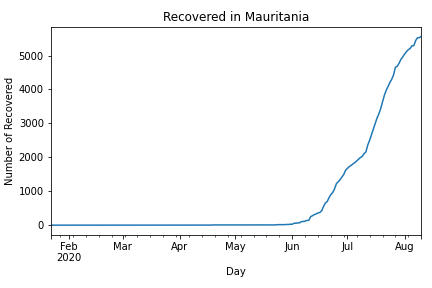 Recovered in Mauritania
Number of Recovered
5000
4000
3000
2000
1000
0
Feb Mar Apr May Jun Jul Aug
2020
Day